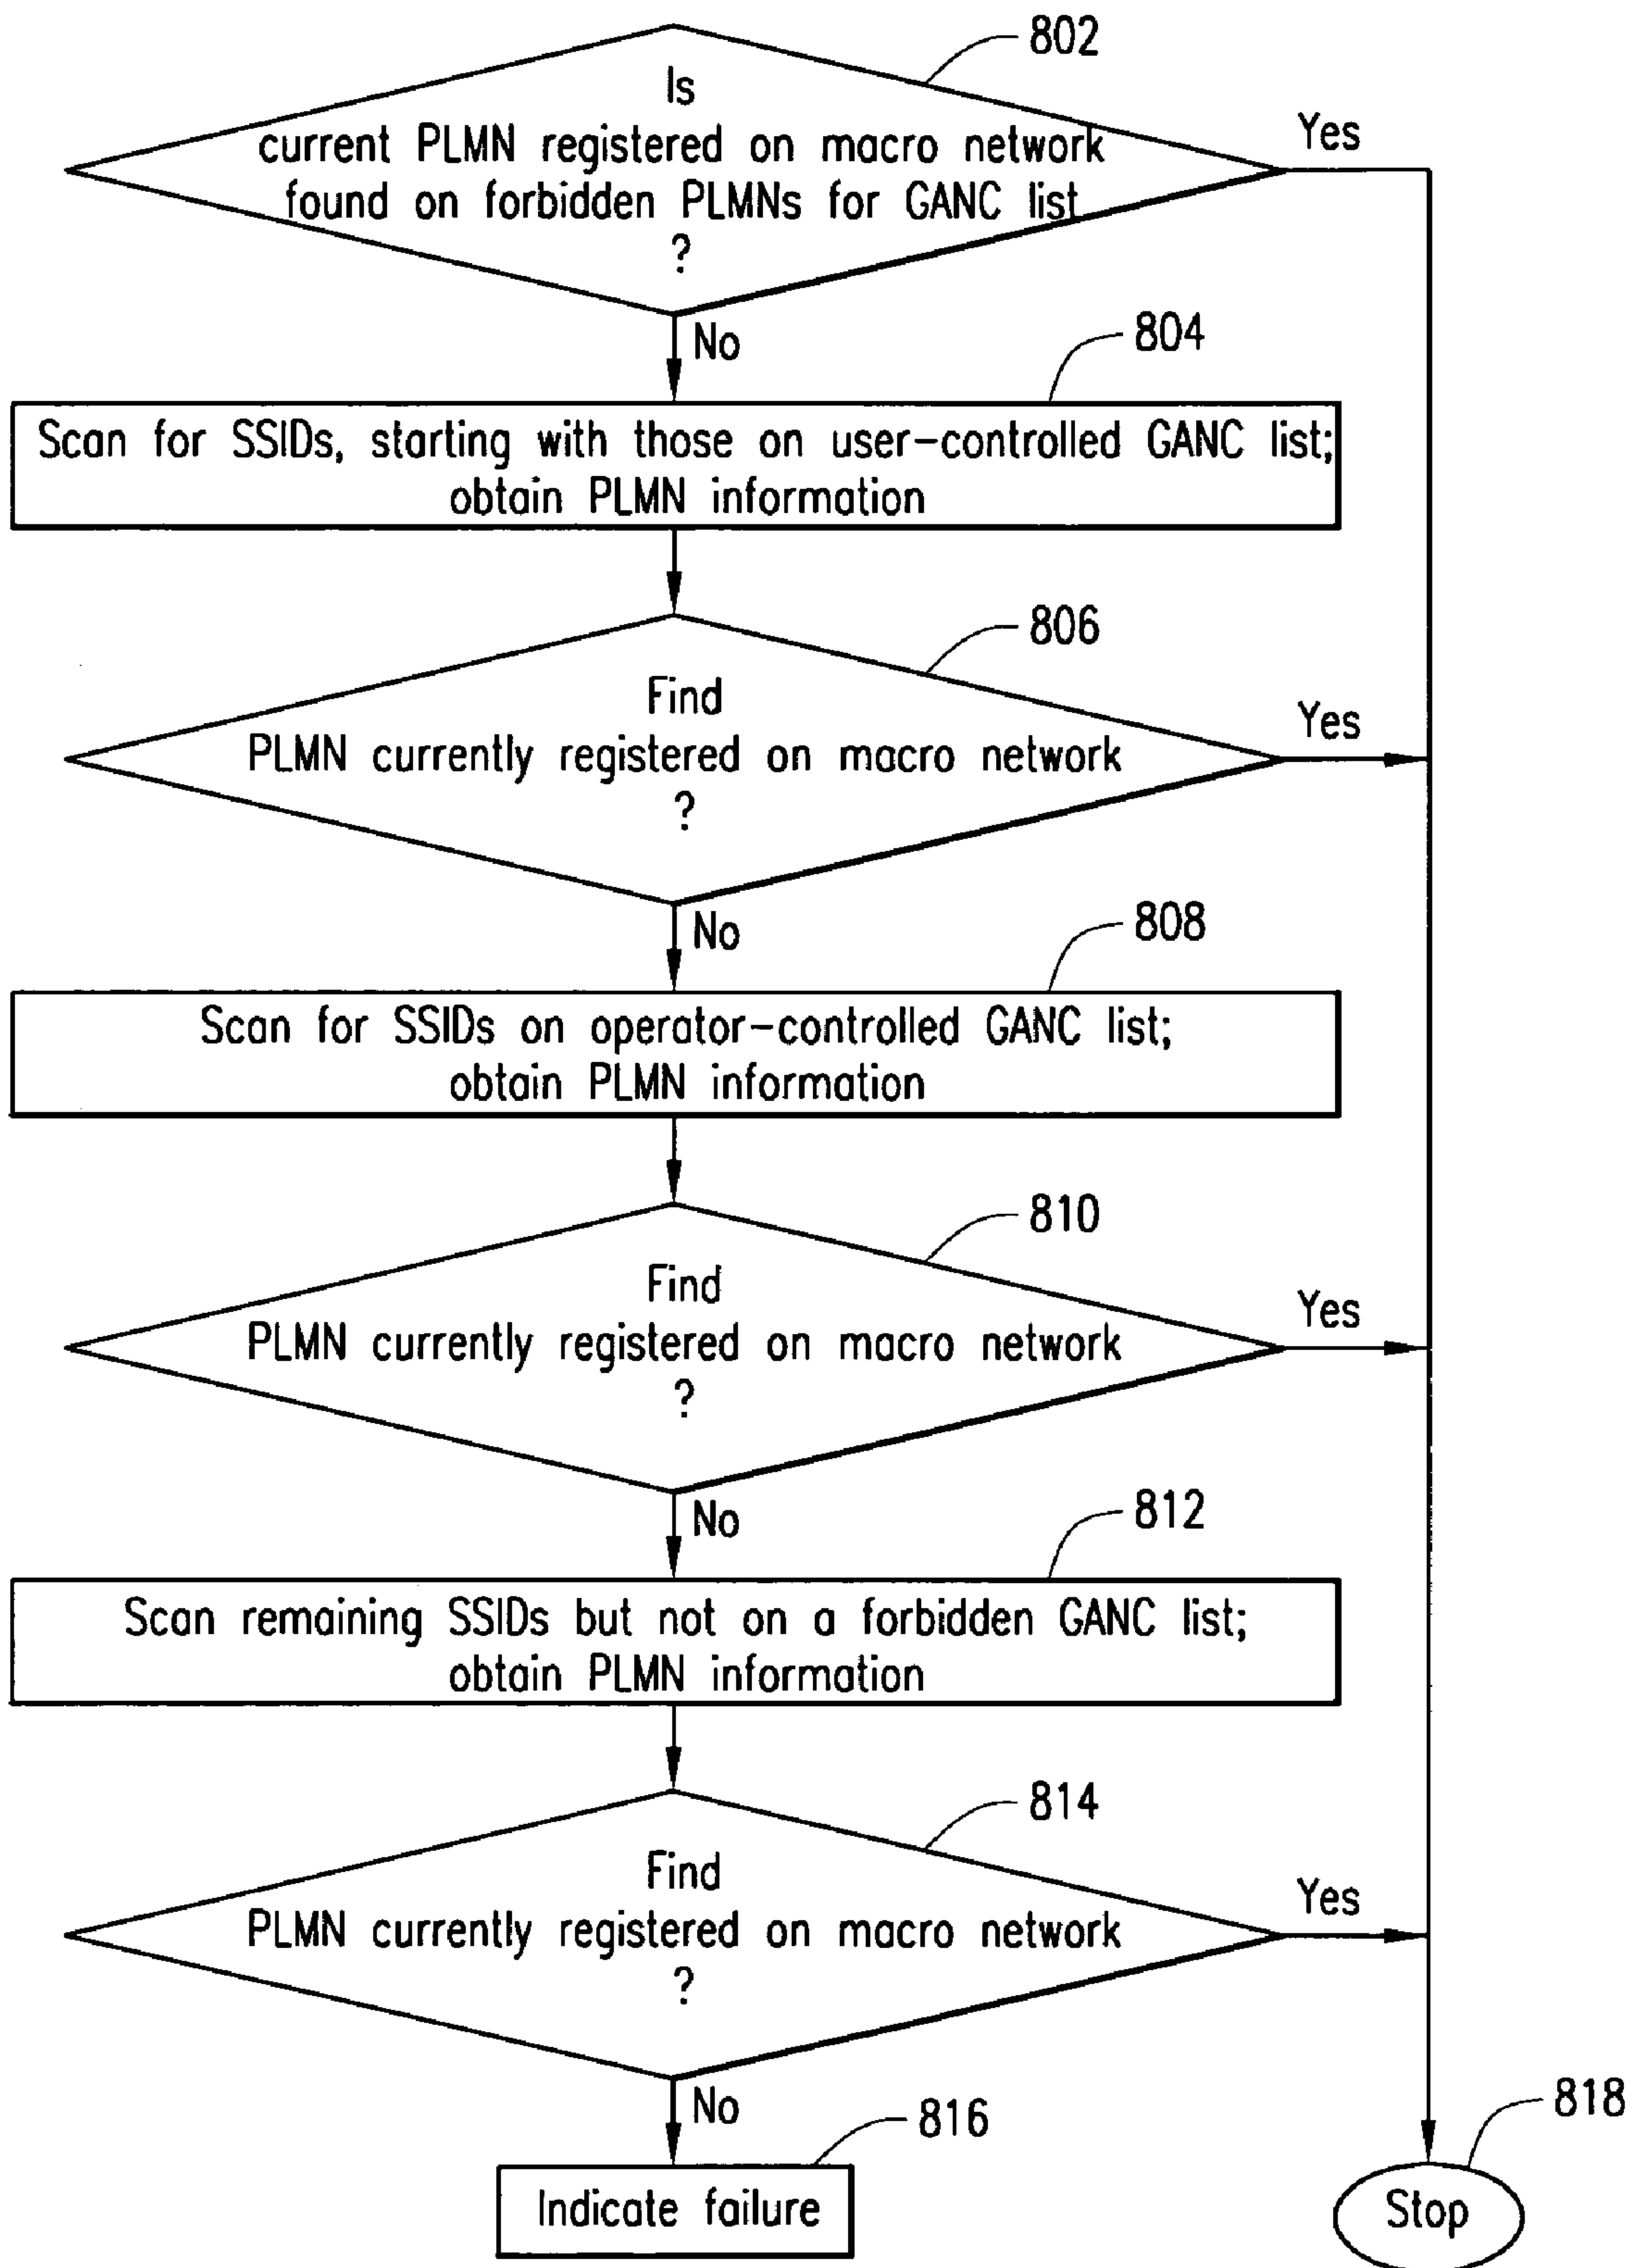 802
Is
current PLMN registered on macro network
found on forbidden PLMNs for GANC list
?
Yes
No
804
Scan for SSIDs, starting with those on user-controlled GANC list;
obtain PLMN information
806
Find
PLMN currently registered on macro network
?
Yes
No
808
Scan for SSIDs on operator-controlled GANC list;
obtain PLMN information
810
Find
PLMN currently registered on macro network
?
Yes
No
812
Scan remaining SSIDs but not on a forbidden GANC list;
obtain PLMN information
814
Find
PLMN currently registered on macro network
?
Yes
No
816
Indicate failure
818
Stop